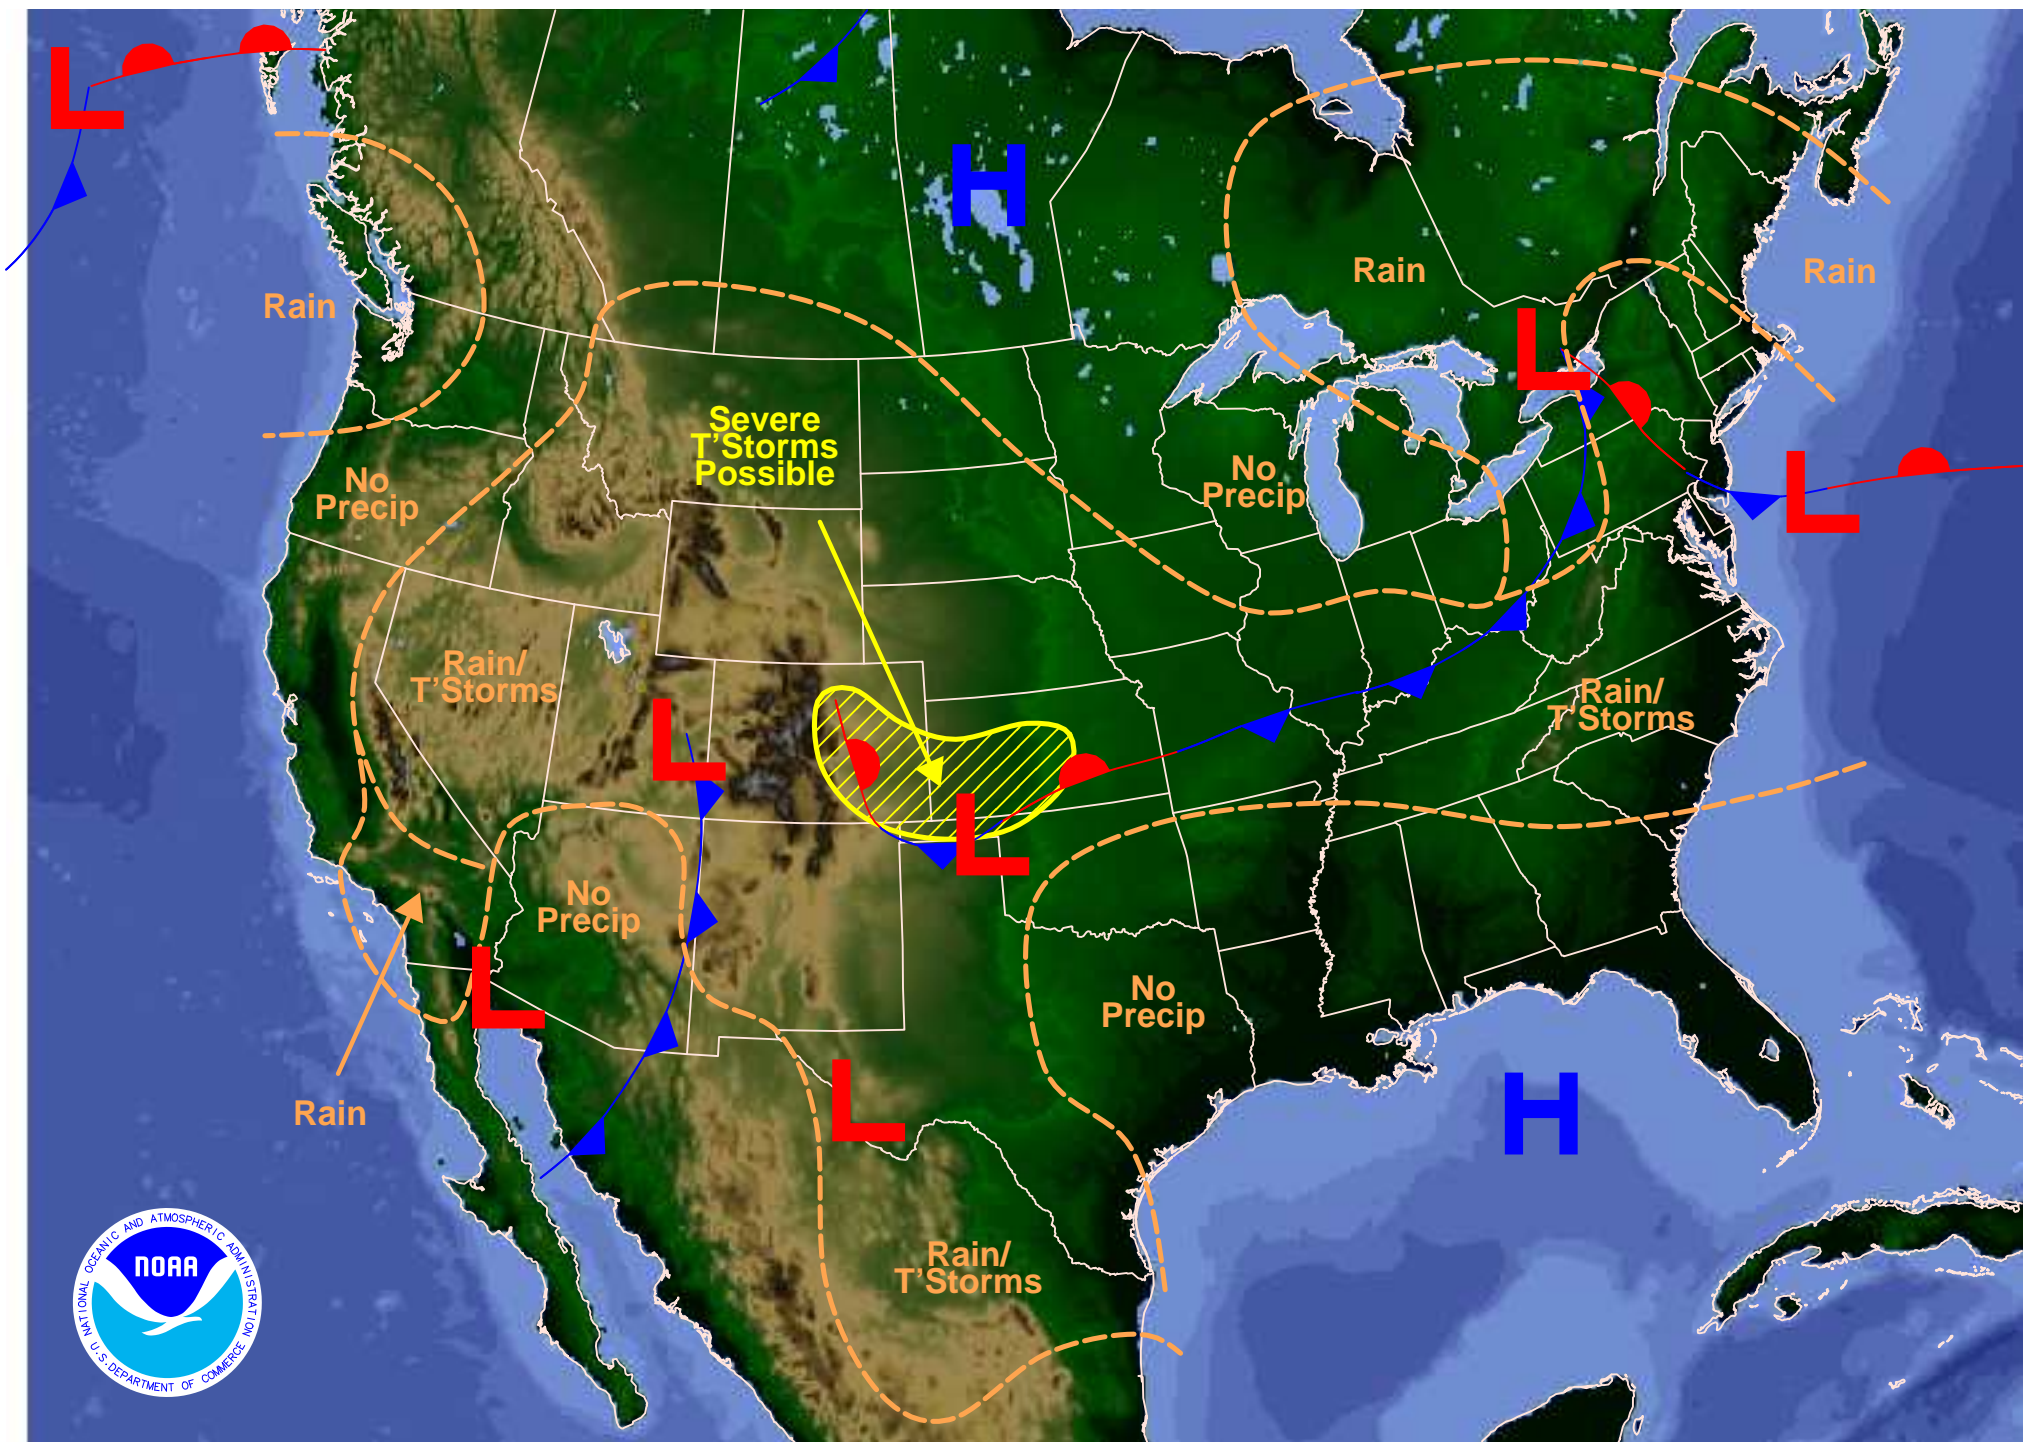 L
H
Rain
Rain
Rain
L
Severe
T'Storms
Possible
No
Precip
No
Precip
L
Rain/
T'Storms
Rain/
T'Storms
L
L
No
Precip
L
No
Precip
Rain
L
H
Rain/
T'Storms
NATIONAL OCEANIC AND ATMOSPHERIC ADMINISTRATION
NOAA
U.S. DEPARTMENT OF COMMERCE